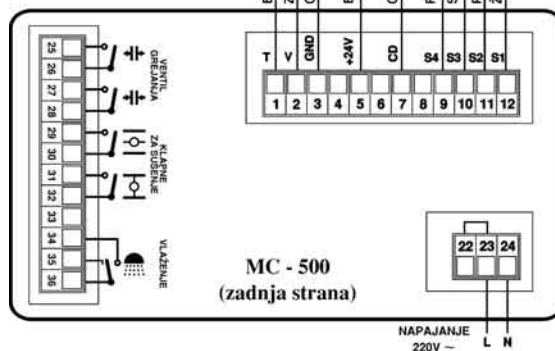 T V GND +24V CD S4 S3 S2 S1
1 2 3 4 5 6 7 8 9 10 11 12
25
26
27
28
29
30
31
32
33
34
35
36
VENTIL
GREJANJA
KLAPNE
ZA SUŠENJE
VLAŽENJE
MC - 500
(zadnja strana)
22 23 24
NAPAJANJE
220V ~
L N